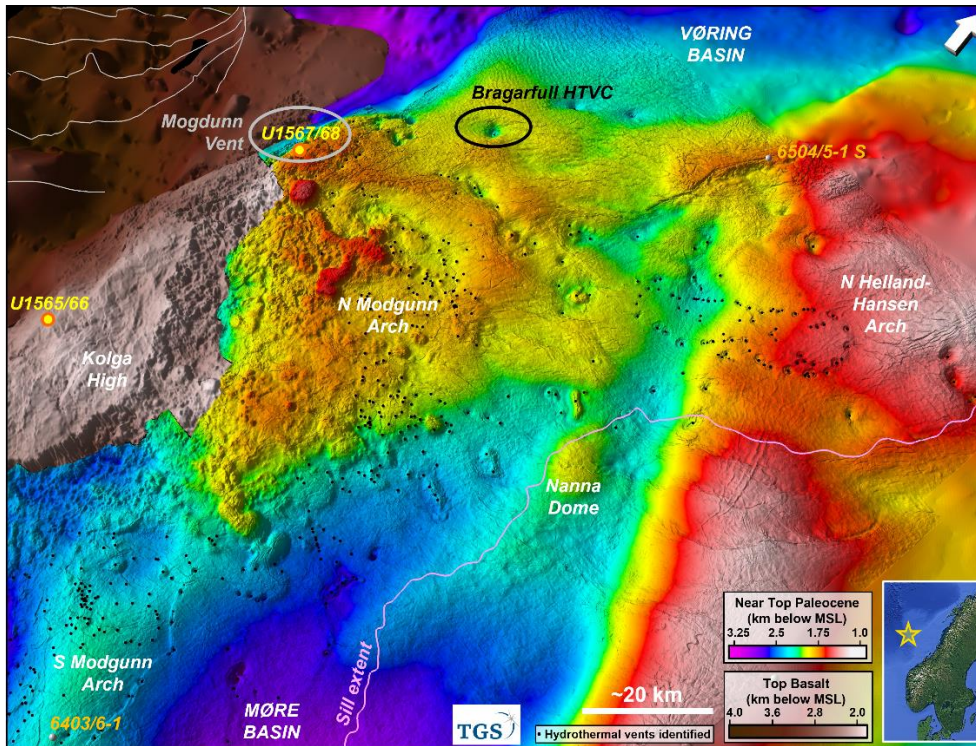 VØRING
BASIN
Bragarfull HTVC
Mogdunn
Vent
U1567/68
6504/5-1 S
U1565/66
N Modgunn
Arch
N Helland-
Hansen
Arch
Kolga
High
Nanna
Dome
S Modgunn
Arch
6403/6-1
MØRE
BASIN
Sill extent
TGS
~20 km
• Hydrothermal vents identified
Near Top Paleocene
(km below MSL)
3.25 2.5 1.75 1.0
Top Basalt
(km below MSL)
4.0 3.6 2.8 2.0